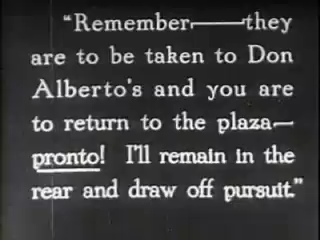 "Remember——they
are to be taken to Don
Alberto's and you are
to return to the plaza—
pronto! I'll remain in the
rear and draw off pursuit."